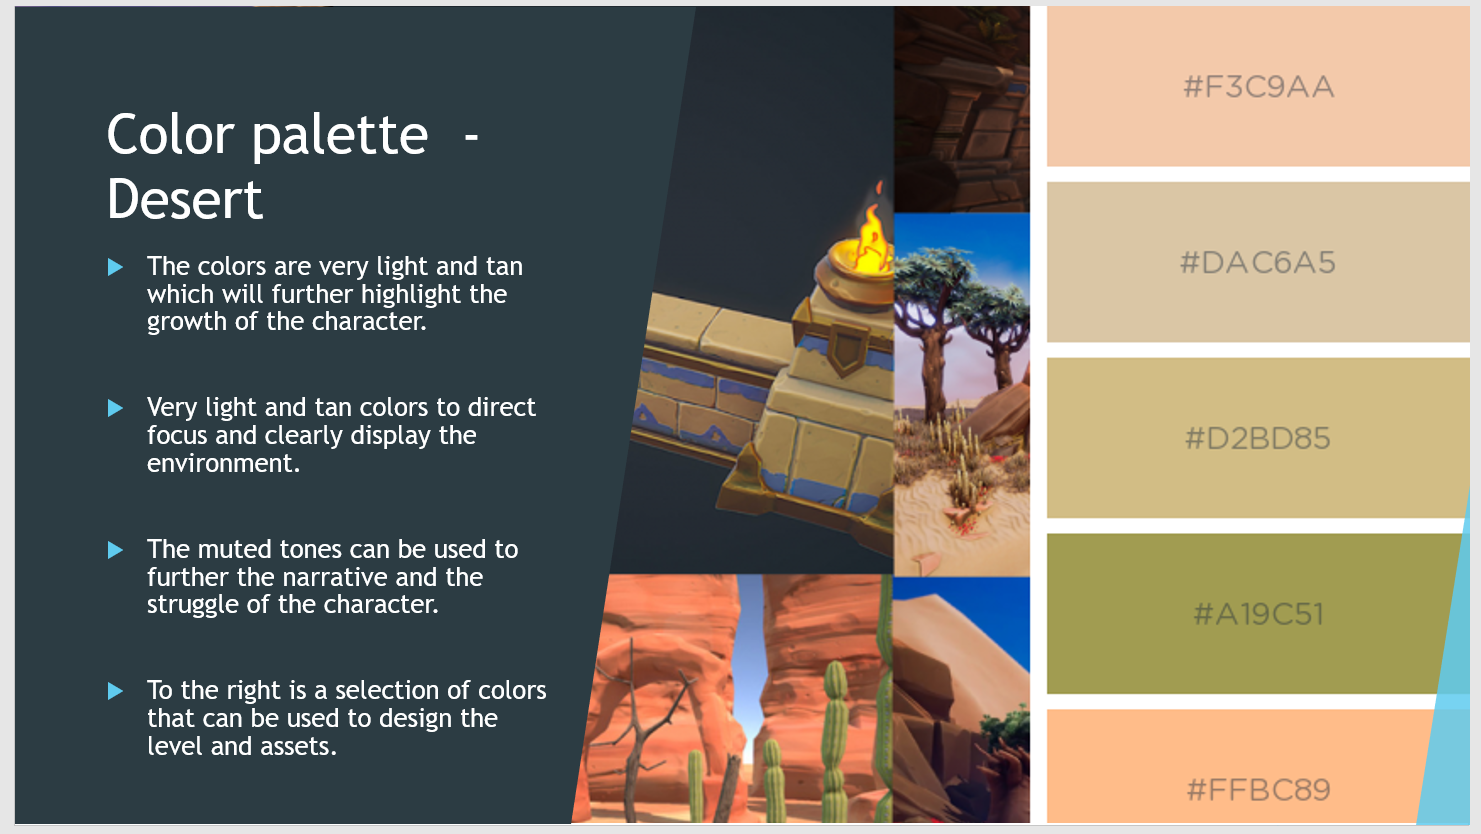 Color palette  -
Desert
The colors are very light and tan
which will further highlight the
growth of the character.
Very light and tan colors to direct
focus and clearly display the
environment.
The muted tones can be used to
further the narrative and the
struggle of the character.
To the right is a selection of colors
that can be used to design the
level and assets.
#F3C9AA
#DAC6A5
#D2BD85
#A19C51
#FFBC89